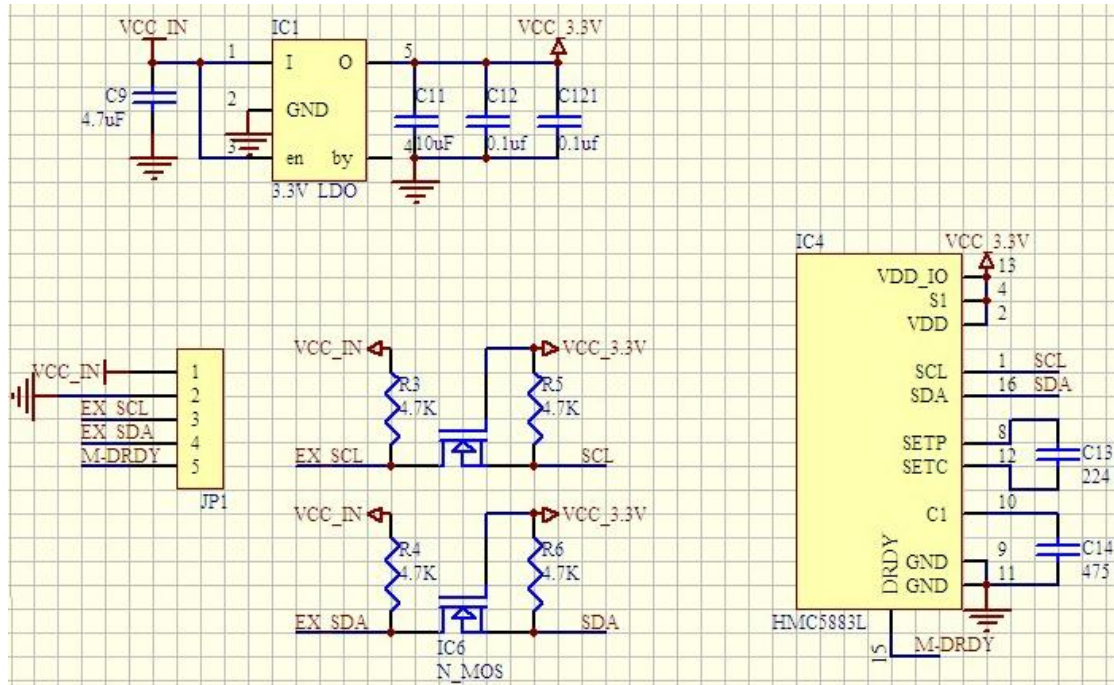 VCC_IN
IC1
VCC_3.3V
1
I
O
5
C9
4.7uF
2
GND
C11
10uF
C12
0.1uf
C121
0.1uf
3
en
by
4
3.3V LDO
IC4
VCC_3.3V
VDD_IO
13
S1
4
VDD
2
SCL
1
SCL
SDA
16
SDA
SETP
8
SETC
12
C13
224
C1
10
GND
9
GND
11
C14
475
DRDY
HMC5883L
15
M-DRDY
VCC_IN
1
2
EX_SCL
3
EX_SDA
4
M-DRDY
5
JP1
VCC_IN
VCC_3.3V
R3
4.7K
R5
4.7K
EX_SCL
SCL
VCC_IN
VCC_3.3V
R4
4.7K
R6
4.7K
EX_SDA
SDA
IC6
N_MOS